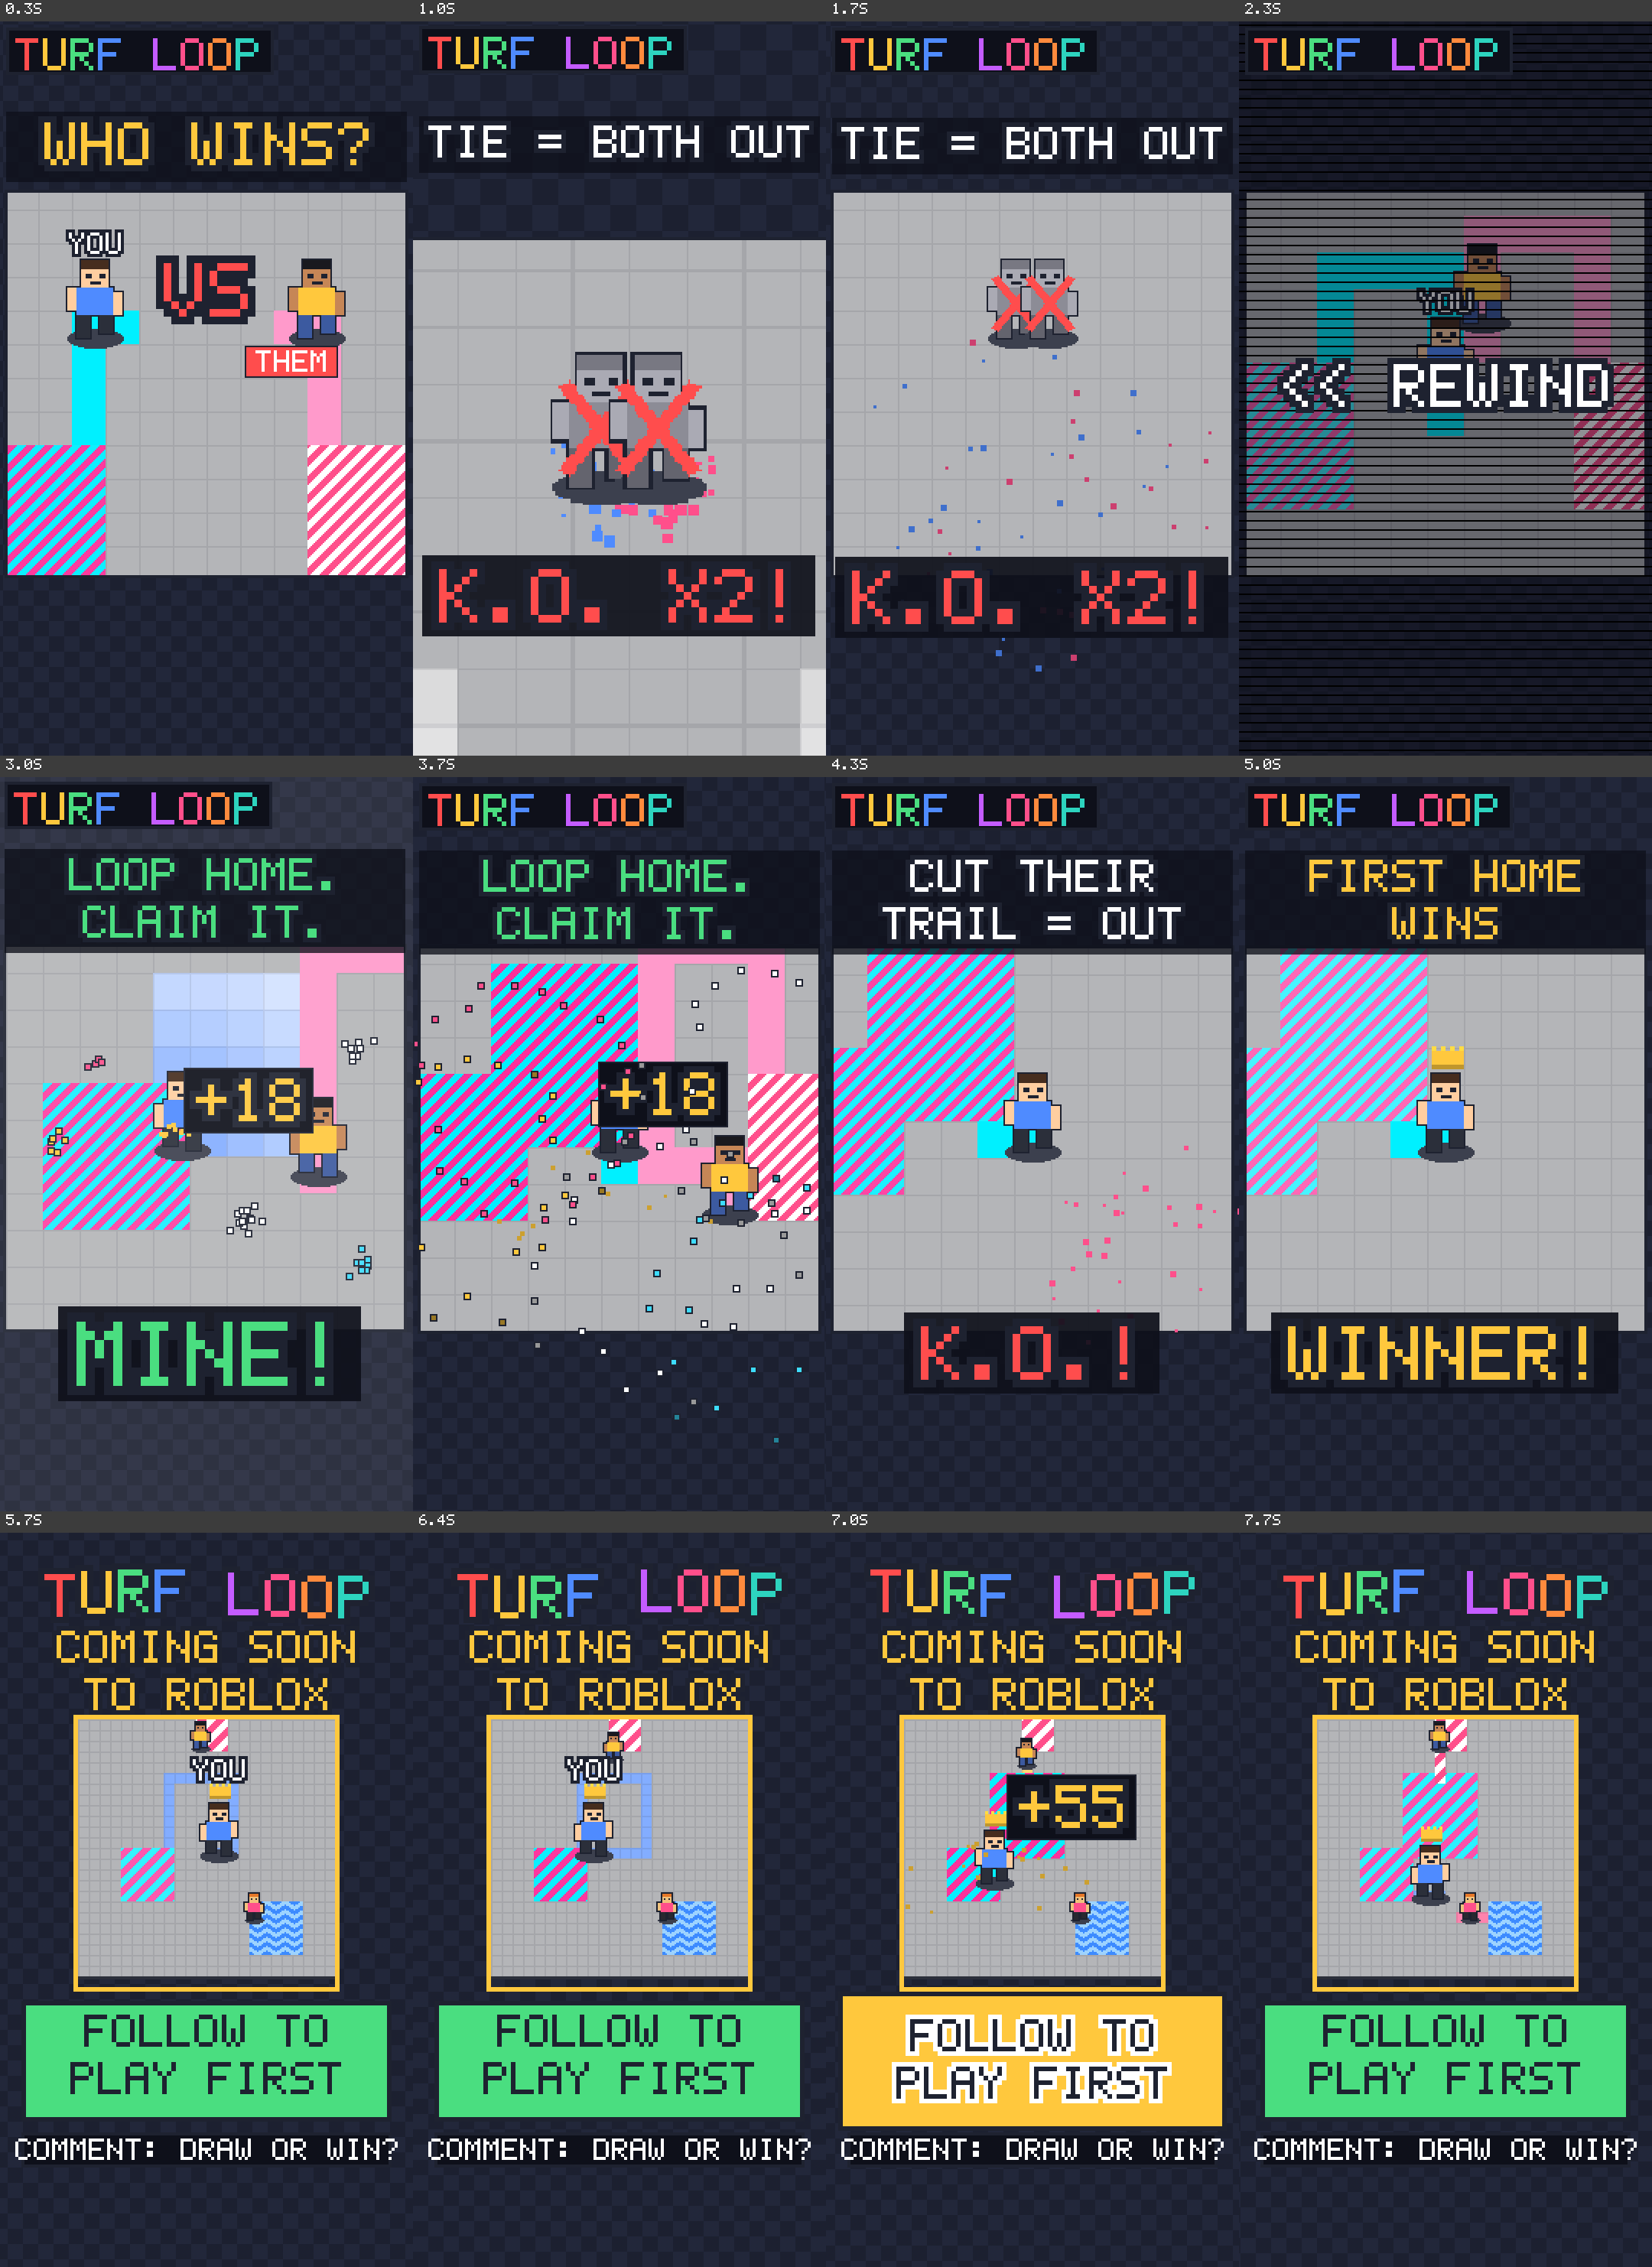 0.3S
TURF LOOP
WHO WINS?
YOU
VS
THEM
1.0S
TURF LOOP
TIE = BOTH OUT
K.O. X2!
1.7S
TURF LOOP
TIE = BOTH OUT
K.O. X2!
2.3S
TURF LOOP
YOU
<< REWIND
3.0S
TURF LOOP
LOOP HOME.
CLAIM IT.
+18
MINE!
3.7S
TURF LOOP
LOOP HOME.
CLAIM IT.
+18
4.3S
TURF LOOP
CUT THEIR
TRAIL = OUT
K.O.!
5.0S
TURF LOOP
FIRST HOME
WINS
WINNER!
5.7S
TURF LOOP
COMING SOON
TO ROBLOX
YOU
FOLLOW TO
PLAY FIRST
COMMENT: DRAW OR WIN?
6.4S
TURF LOOP
COMING SOON
TO ROBLOX
YOU
FOLLOW TO
PLAY FIRST
COMMENT: DRAW OR WIN?
7.0S
TURF LOOP
COMING SOON
TO ROBLOX
+55
FOLLOW TO
PLAY FIRST
COMMENT: DRAW OR WIN?
7.7S
TURF LOOP
COMING SOON
TO ROBLOX
FOLLOW TO
PLAY FIRST
COMMENT: DRAW OR WIN?